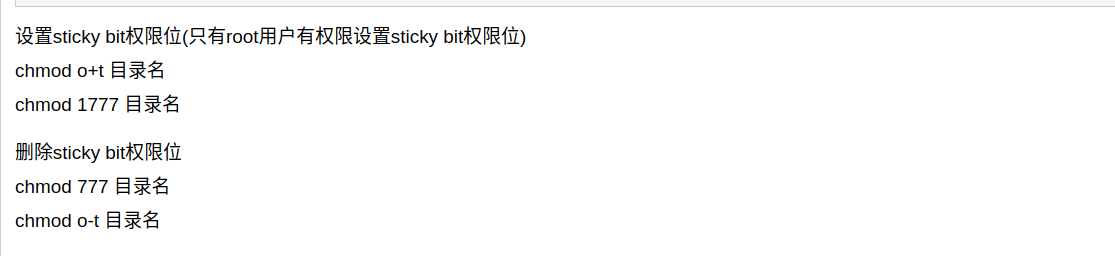 设置sticky bit权限位(只有root用户有权限设置sticky bit权限位)
chmod o+t 目录名
chmod 1777 目录名
删除sticky bit权限位
chmod 777 目录名
chmod o-t 目录名